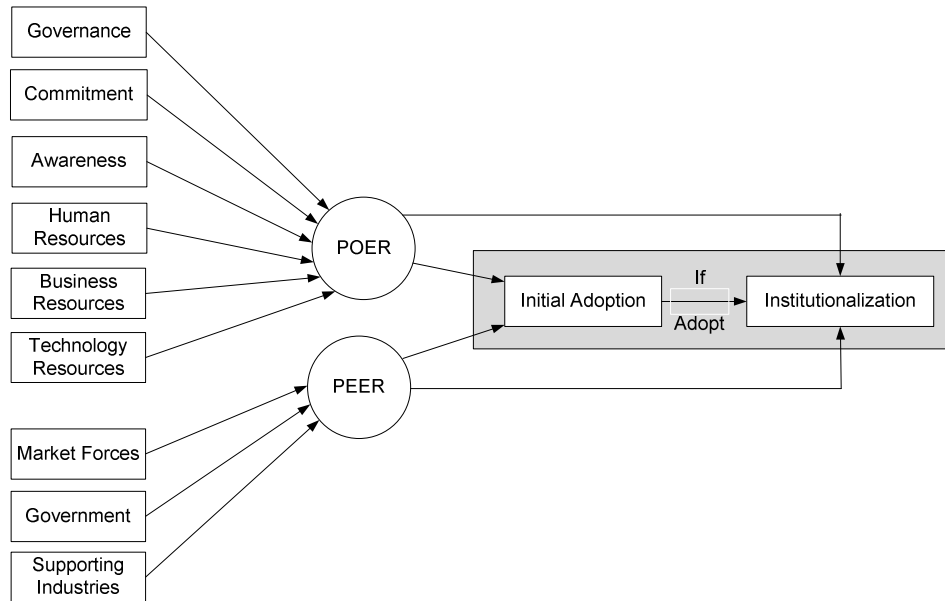 Governance
Commitment
Awareness
Human
Resources
Business
Resources
Technology
Resources
Market Forces
Government
Supporting
Industries
POER
PEER
Initial Adoption
If
Adopt
Institutionalization